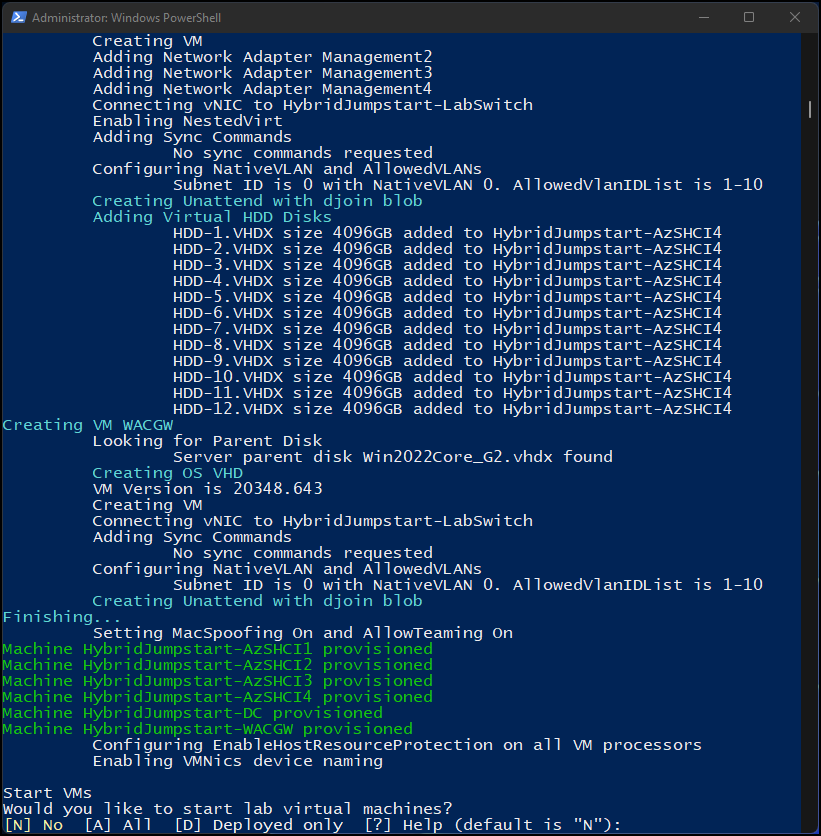 Administrator: Windows PowerShell
Creating VM
Adding Network Adapter Management2
Adding Network Adapter Management3
Adding Network Adapter Management4
Connecting vNIC to HybridJumpstart-LabSwitch
Enabling NestedVirt
Adding Sync Commands
No sync commands requested
Configuring NativeVLAN and AllowedVLANs
Subnet ID is 0 with NativeVLAN 0. AllowedVlanIDList is 1-10
Creating Unattend with djoin blob
Adding Virtual HDD Disks
HDD-1.VHDX size 4096GB added to HybridJumpstart-AzSHCI4
HDD-2.VHDX size 4096GB added to HybridJumpstart-AzSHCI4
HDD-3.VHDX size 4096GB added to HybridJumpstart-AzSHCI4
HDD-4.VHDX size 4096GB added to HybridJumpstart-AzSHCI4
HDD-5.VHDX size 4096GB added to HybridJumpstart-AzSHCI4
HDD-6.VHDX size 4096GB added to HybridJumpstart-AzSHCI4
HDD-7.VHDX size 4096GB added to HybridJumpstart-AzSHCI4
HDD-8.VHDX size 4096GB added to HybridJumpstart-AzSHCI4
HDD-9.VHDX size 4096GB added to HybridJumpstart-AzSHCI4
HDD-10.VHDX size 4096GB added to HybridJumpstart-AzSHCI4
HDD-11.VHDX size 4096GB added to HybridJumpstart-AzSHCI4
HDD-12.VHDX size 4096GB added to HybridJumpstart-AzSHCI4
Creating VM WACGW
Looking for Parent Disk
Server parent disk Win2022Core_G2.vhdx found
Creating OS VHD
VM Version is 20348.643
Creating VM
Connecting vNIC to HybridJumpstart-LabSwitch
Adding Sync Commands
No sync commands requested
Configuring NativeVLAN and AllowedVLANs
Subnet ID is 0 with NativeVLAN 0. AllowedVlanIDList is 1-10
Creating Unattend with djoin blob
Finishing...
Setting MacSpoofing On and AllowTeaming On
Machine HybridJumpstart-AzSHCI1 provisioned
Machine HybridJumpstart-AzSHCI2 provisioned
Machine HybridJumpstart-AzSHCI3 provisioned
Machine HybridJumpstart-AzSHCI4 provisioned
Machine HybridJumpstart-DC provisioned
Machine HybridJumpstart-WACGW provisioned
Configuring EnableHostResourceProtection on all VM processors
Enabling VMNics device naming
Start VMs
Would you like to start lab virtual machines?
[N] No  [A] All  [D] Deployed only  [?] Help (default is "N"):